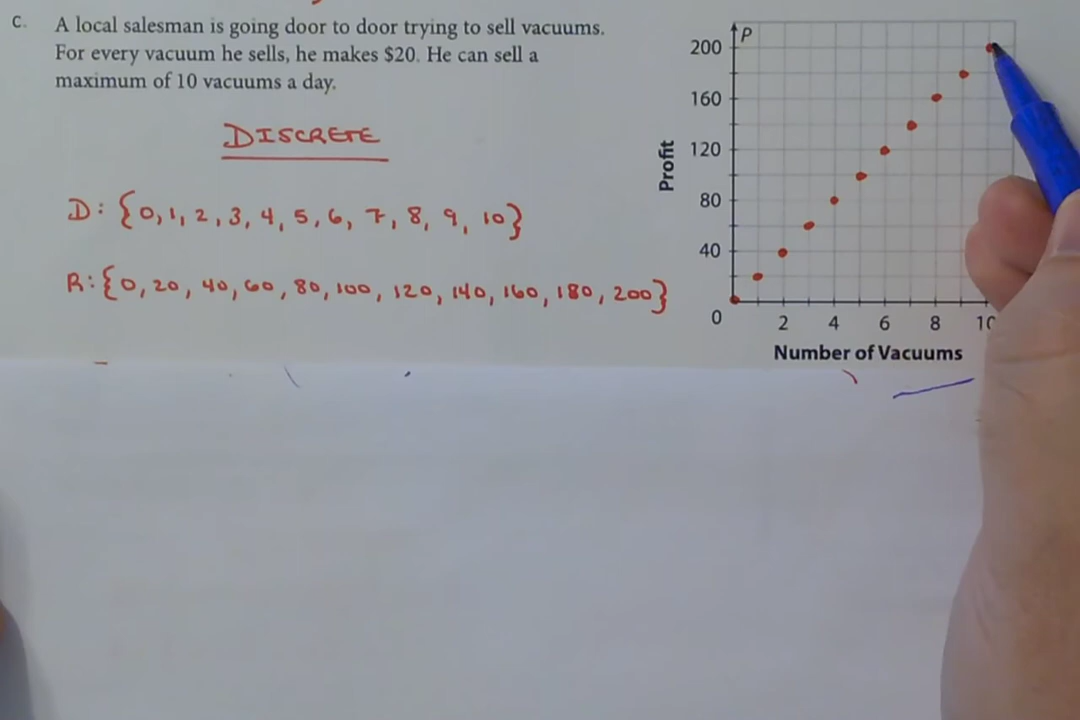 C. A local salesman is going door to door trying to sell vacuums.
For every vacuum he sells, he makes $20. He can sell a
maximum of 10 vacuums a day.
DISCRETE
D: {0, 1, 2, 3, 4, 5, 6, 7, 8, 9, 10}
R: {0, 20, 40, 60, 80, 100, 120, 140, 160, 180, 200}
P
200
160
120
80
40
0
Profit
2 4 6 8 10
Number of Vacuums